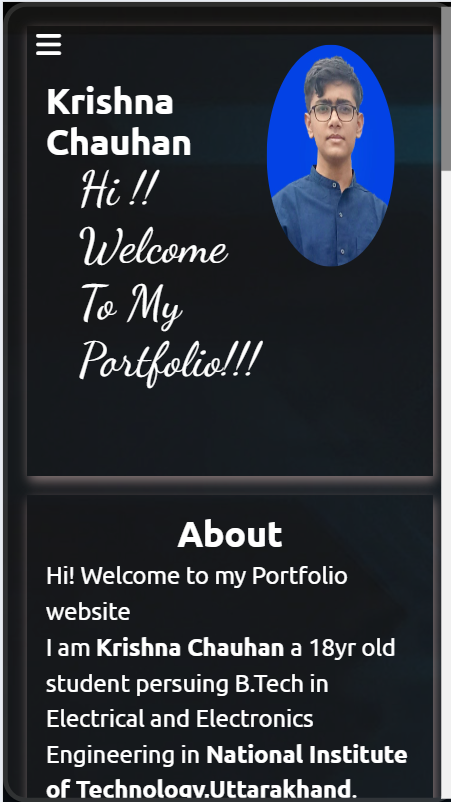 Krishna
Chauhan
Hi !!
Welcome
To My
Portfolio!!!
About
Hi! Welcome to my Portfolio
website
I am Krishna Chauhan a 18yr old
student persuing B.Tech in
Electrical and Electronics
Engineering in National Institute
of Technology,Uttarakhand.